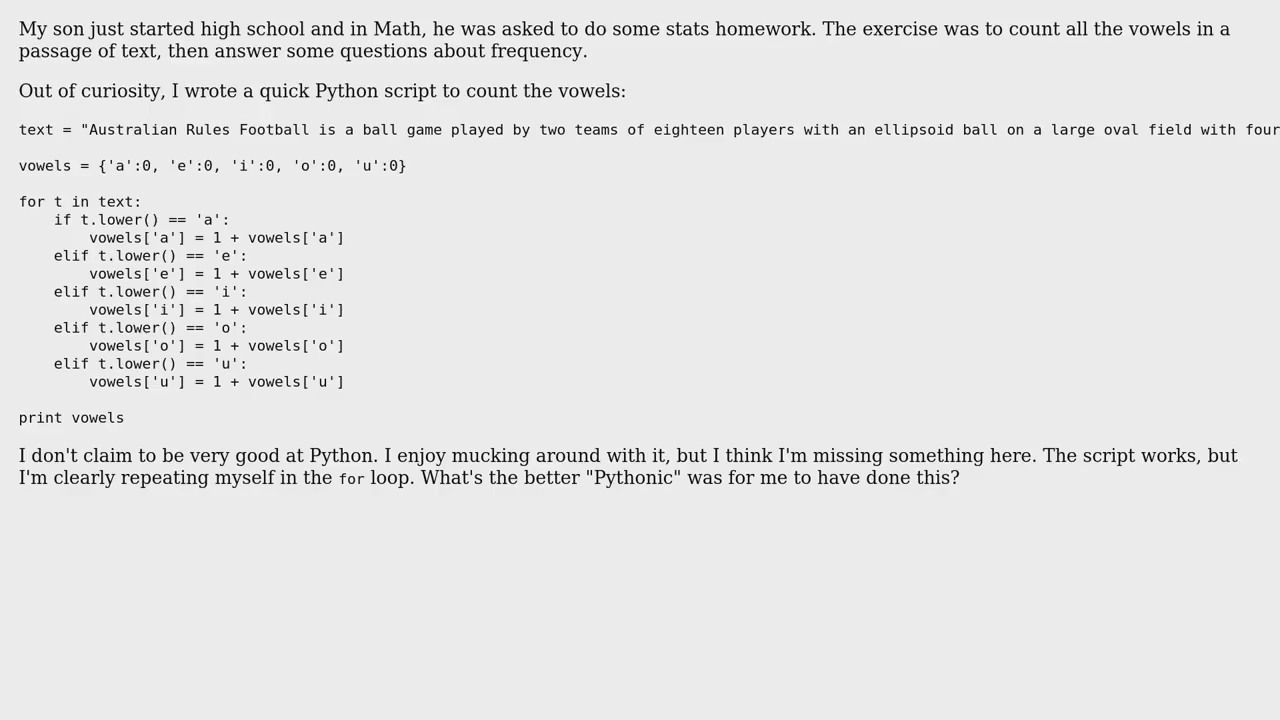 My son just started high school and in Math, he was asked to do some stats homework. The exercise was to count all the vowels in a
passage of text, then answer some questions about frequency.
Out of curiosity, I wrote a quick Python script to count the vowels:
text = "Australian Rules Football is a ball game played by two teams of eighteen players with an ellipsoid ball on a large oval field with four
vowels = {'a':0, 'e':0, 'i':0, 'o':0, 'u':0}
for t in text:
    if t.lower() == 'a':
        vowels['a'] = 1 + vowels['a']
    elif t.lower() == 'e':
        vowels['e'] = 1 + vowels['e']
    elif t.lower() == 'i':
        vowels['i'] = 1 + vowels['i']
    elif t.lower() == 'o':
        vowels['o'] = 1 + vowels['o']
    elif t.lower() == 'u':
        vowels['u'] = 1 + vowels['u']
print vowels
I don't claim to be very good at Python. I enjoy mucking around with it, but I think I'm missing something here. The script works, but
I'm clearly repeating myself in the for loop. What's the better "Pythonic" was for me to have done this?